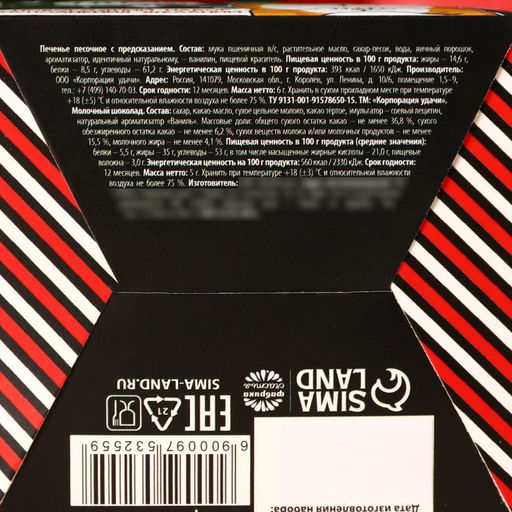 Печенье песочное с предсказанием. Состав: мука пшеничная в/с, растительное масло, сахар-песок, вода, яичный порошок,
ароматизатор, идентичный натуральному, – ванилин, пищевой краситель. Пищевая ценность в 100 г продукта: жиры – 14,6 г,
белки – 8,5 г, углеводы – 61,2 г. Энергетическая ценность в 100 г продукта: 393 ккал / 1650 кДж. Производитель:
ООО «Корпорация удачи». Адрес: Россия, 141079, Московская область, г. Королёв, ул. Ленина, д. 10/6, помещение 1,5–9,
тел.: +7 (499) 140-70-03. Срок годности: 12 месяцев. Масса нетто: 6 г. Хранить в сухом прохладном месте при температуре
+18 (±5) °C и относительной влажности воздуха не более 75 %. ТУ 9131-001-91578650-15. ТМ: «Корпорация удачи».
Молочный шоколад. Состав: сахар, какао масло, сухое цельное молоко, какао тёртое, эмульгатор – соевый лецитин,
натуральный ароматизатор «Ваниль». Массовые доли: общего сухого остатка какао – не менее 36,8 %, сухого
обезжиренного остатка какао – не менее 6,2 %, сухих веществ молока и/или молочных продуктов – не менее
15,5 %, молочного жира – не менее 4,1 %. Пищевая ценность в 100 г продукта (средние значения):
белки – 5,5 г, жиры – 35 г, углеводы – 53 г, в том числе насыщенные жирные кислоты – 21,0 г, пищевые
волокна – 3,0 г. Энергетическая ценность на 100 г продукта: 560 ккал / 2330 кДж. Срок годности:
12 месяцев. Масса нетто: 5 г. Хранить при температуре +18 (±3) °C и относительной влажности
воздуха не более 75 %. Изготовитель:
SIMA
LAND
фабрика
счастья
21
EAC
SIMA-LAND.RU
Дата изготовления набора:
6 900097 532559